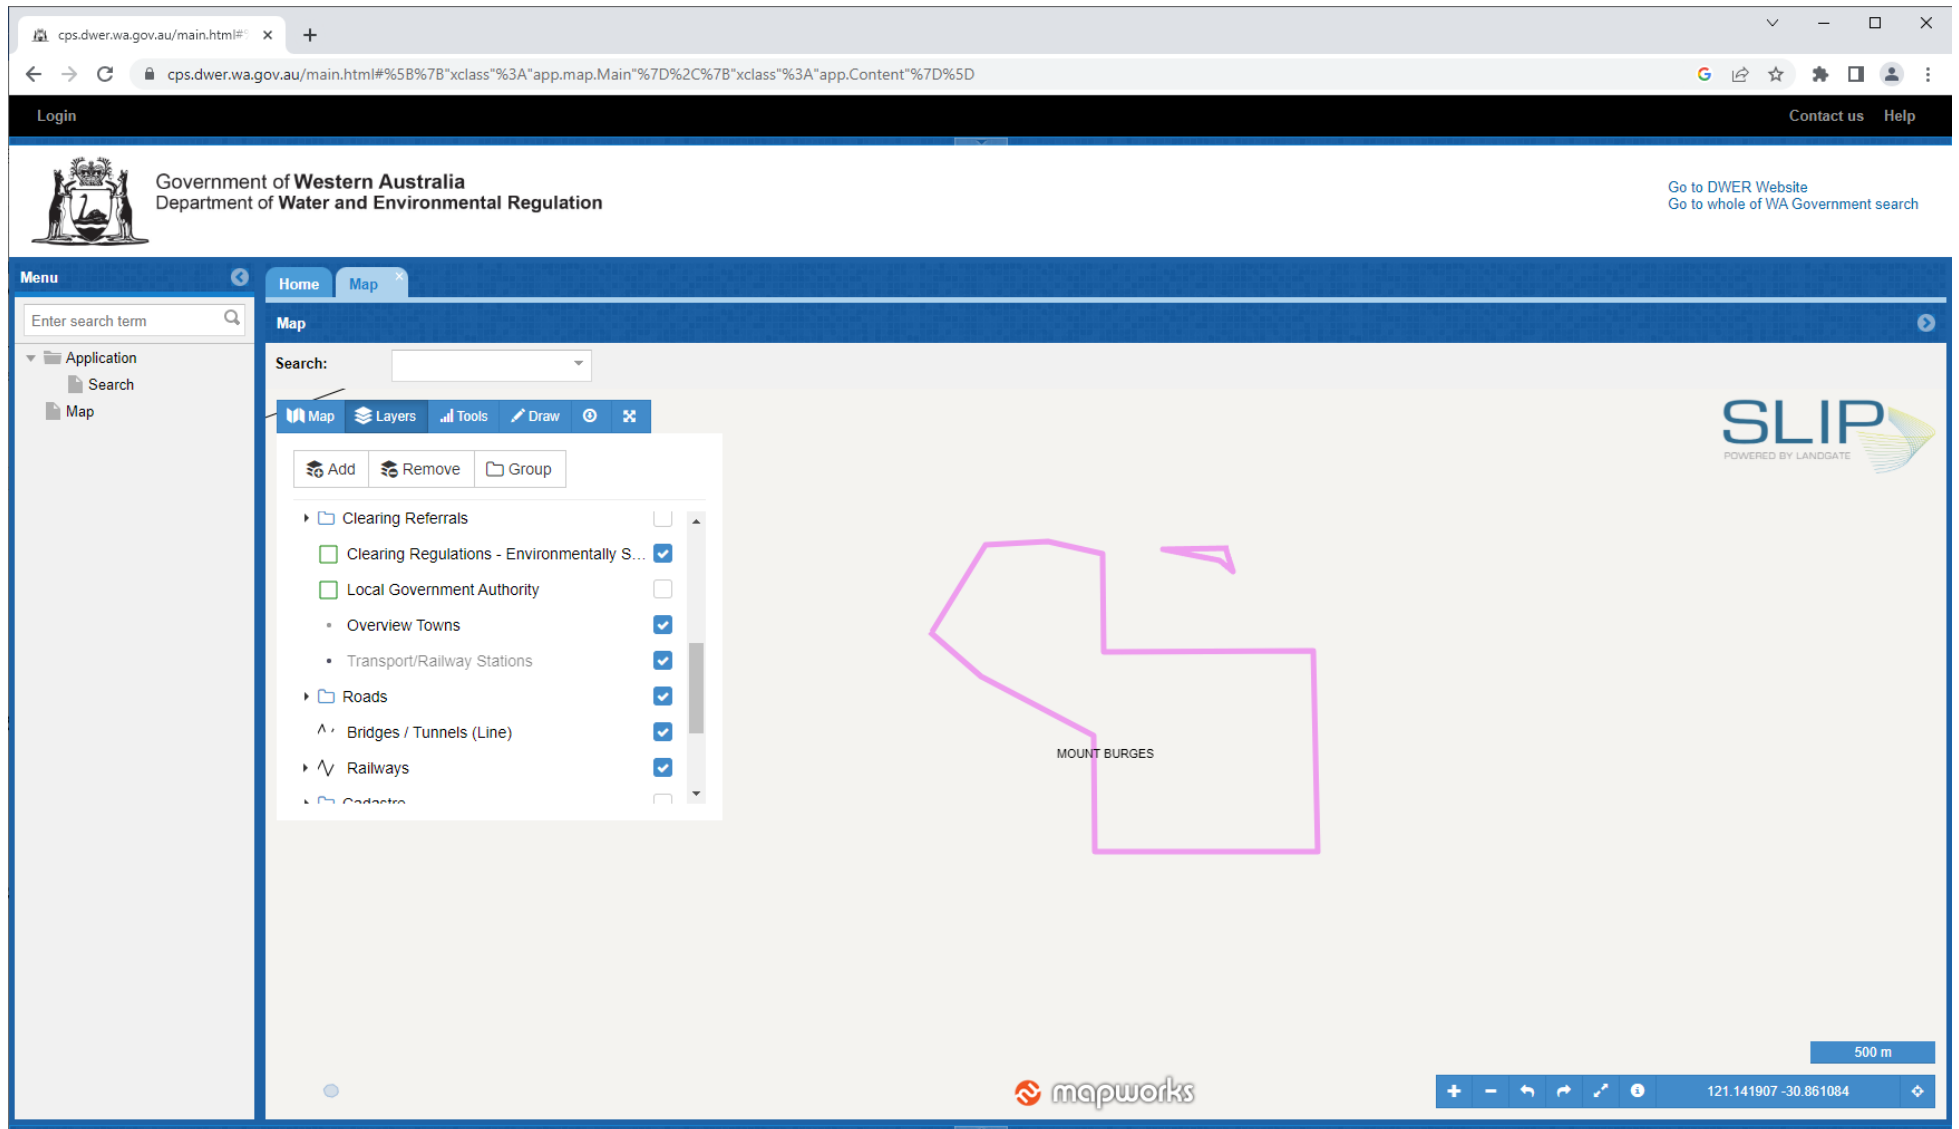 cps.dwer.wa.gov.au/main.html#
cps.dwer.wa.gov.au/main.html#%5B%7B"xclass"%3A"app.map.Main"%7D%2C%7B"xclass"%3A"app.Content"%7D%5D
Login
Contact us Help
Government of Western Australia
Department of Water and Environmental Regulation
Go to DWER Website
Go to whole of WA Government search
Menu
Home Map
Enter search term
Map
Application
Search
Map
Search:
Map Layers Tools Draw
SLIP
POWERED BY LANDGATE
Add Remove Group
Clearing Referrals
Clearing Regulations - Environmentally S...
Local Government Authority
Overview Towns
Transport/Railway Stations
Roads
Bridges / Tunnels (Line)
Railways
Cadastre
MOUNT BURGES
500 m
mapworks
121.141907 -30.861084